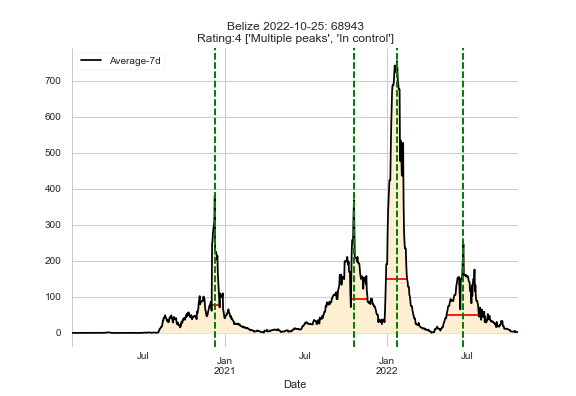 Belize 2022-10-25: 68943
Rating:4 ['Multiple peaks', 'In control']
Average-7d
700
600
500
400
300
200
100
0
Jul
Jan
2021
Jul
Jan
2022
Jul
Date